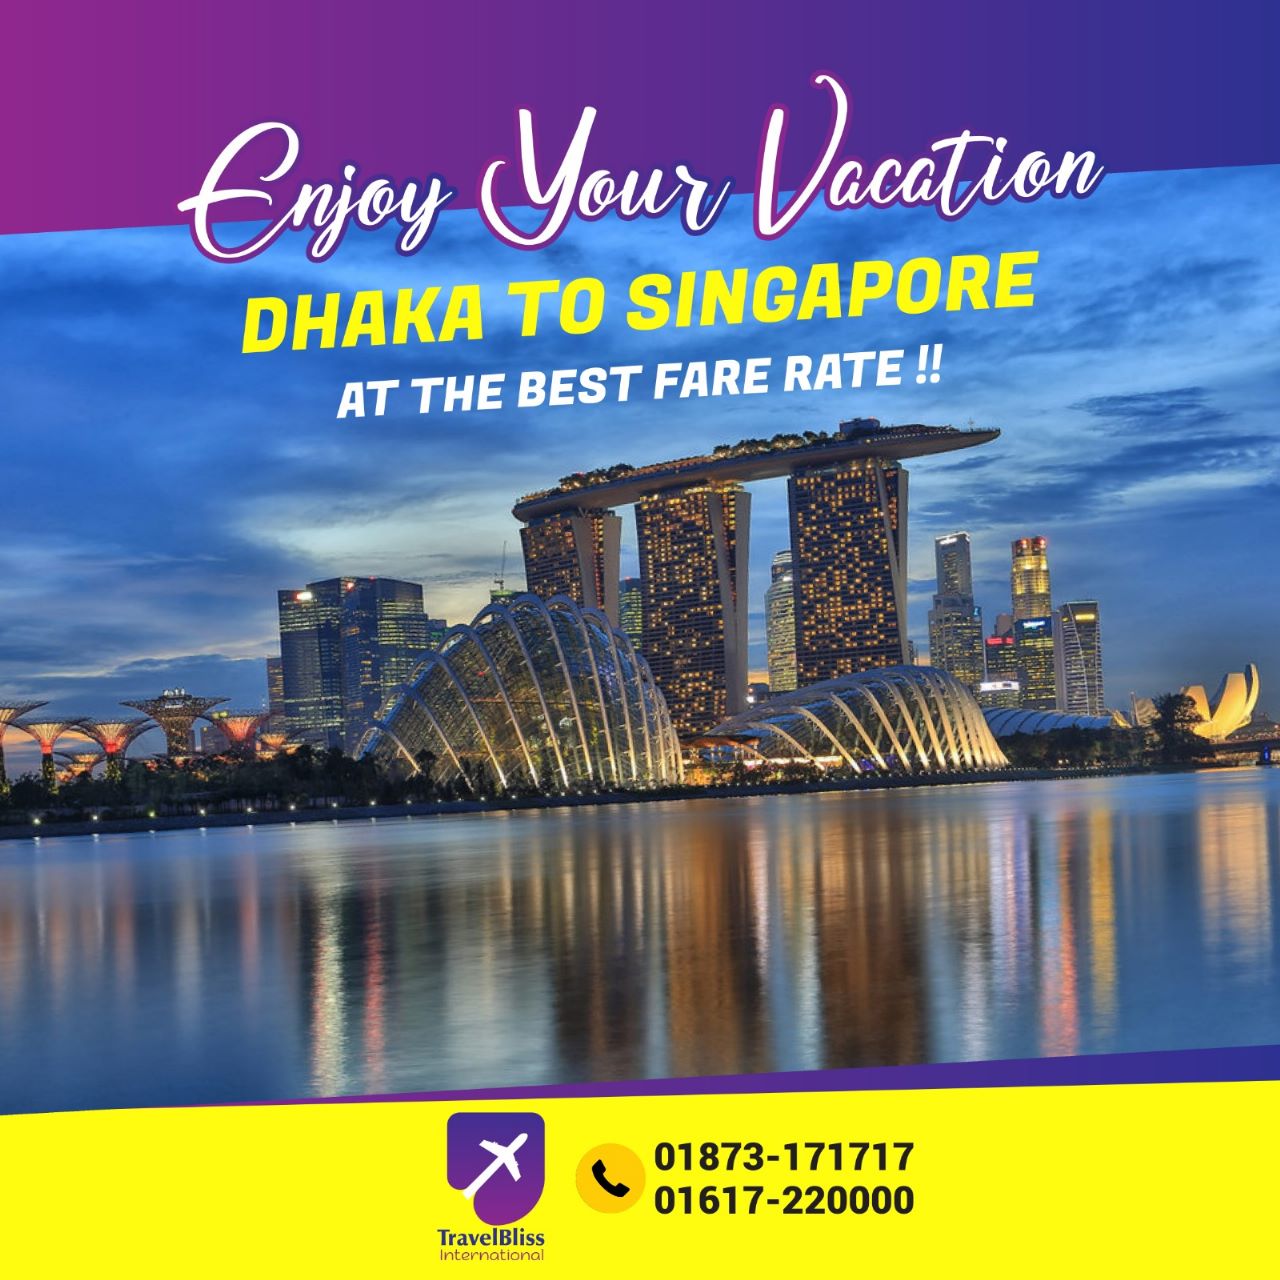 Enjoy Your Vacation
DHAKA TO SINGAPORE
AT THE BEST FARE RATE !!
01873-171717
01617-220000
TravelBliss
International